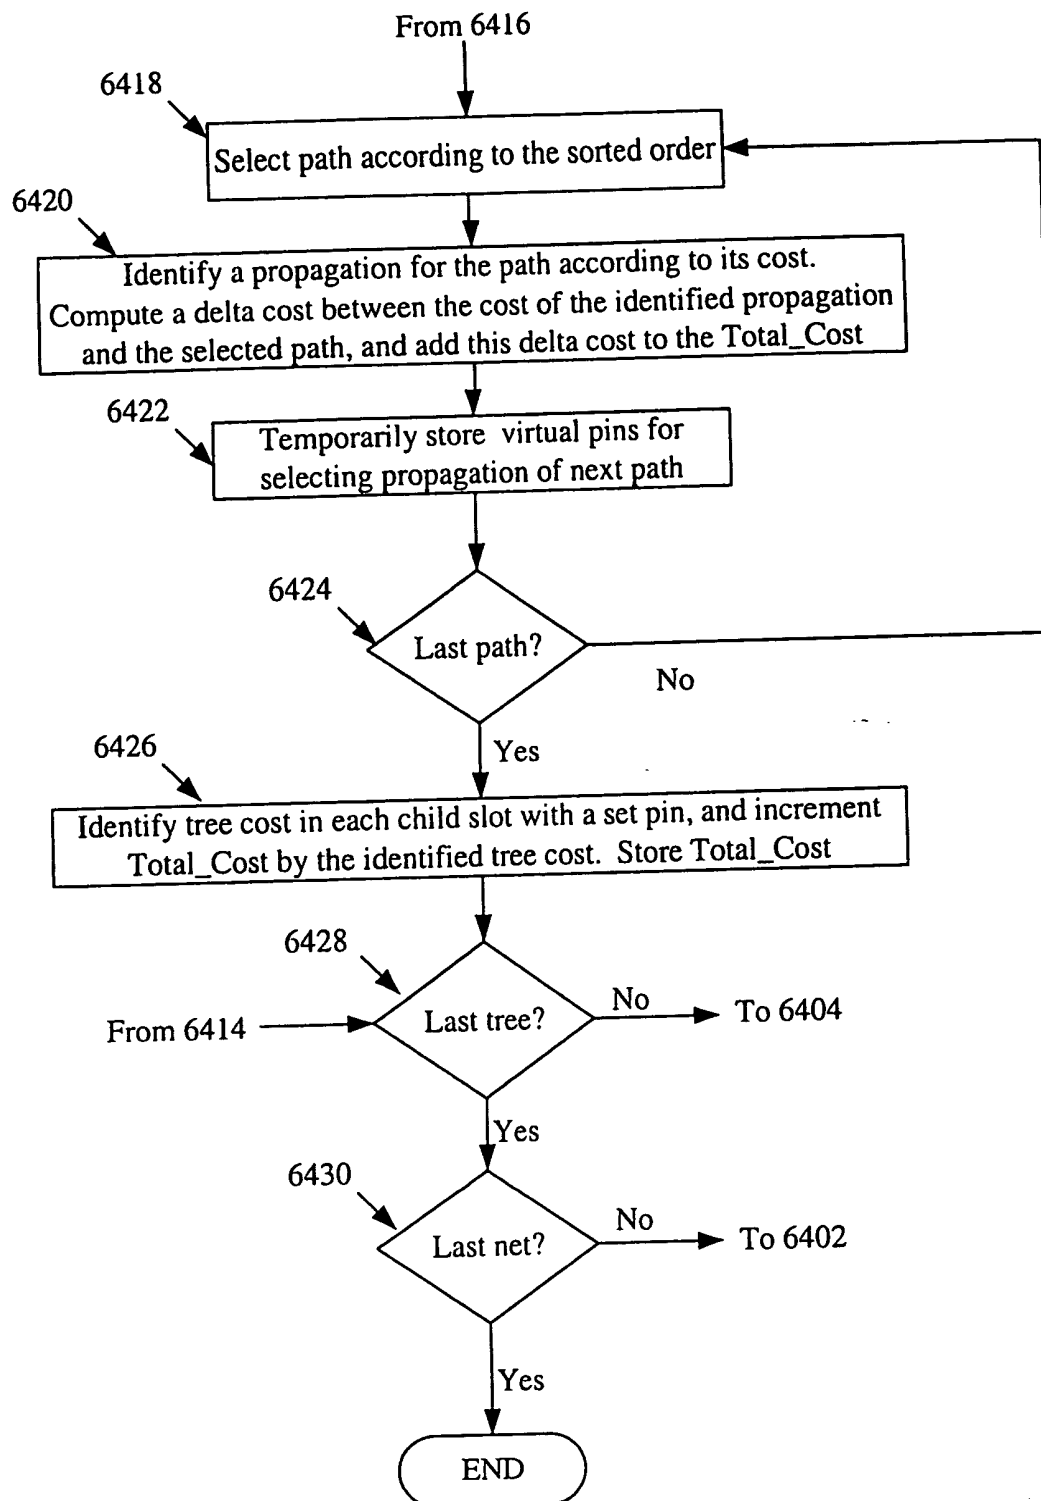 From 6416
6418
Select path according to the sorted order
6420
Identify a propagation for the path according to its cost.
Compute a delta cost between the cost of the identified propagation
and the selected path, and add this delta cost to the Total_Cost
6422
Temporarily store virtual pins for
selecting propagation of next path
6424
Last path?
No
Yes
6426
Identify tree cost in each child slot with a set pin, and increment
Total_Cost by the identified tree cost. Store Total_Cost
6428
From 6414
Last tree?
No
To 6404
Yes
6430
Last net?
No
To 6402
Yes
END